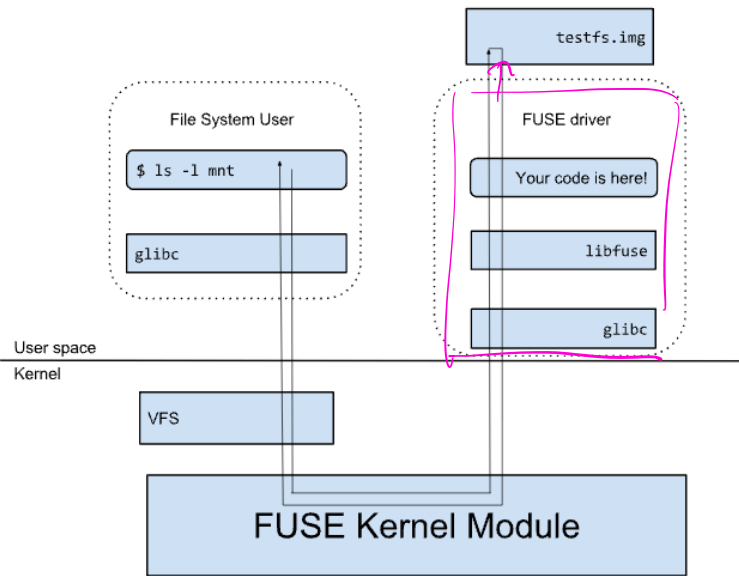 testfs.img
File System User
FUSE driver
$ ls -l mnt
Your code is here!
glibc
libfuse
glibc
User space
Kernel
VFS
FUSE Kernel Module